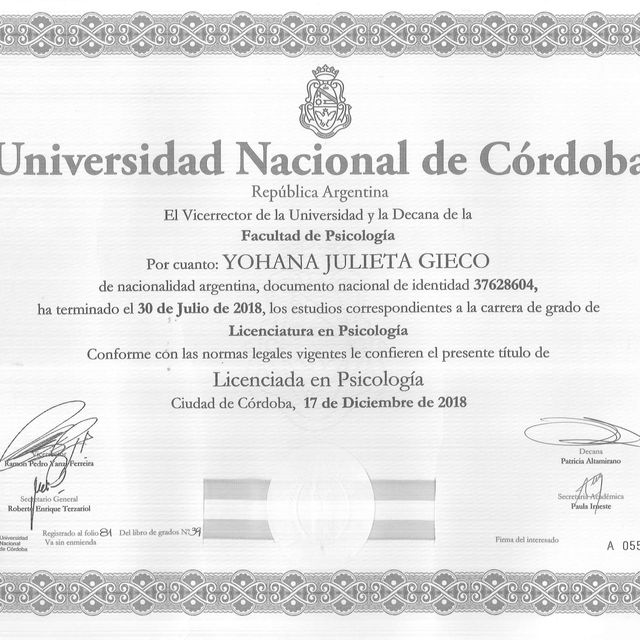 Universidad Nacional de Córdoba
República Argentina
El Vicerrector de la Universidad y la Decana de la
Facultad de Psicología
Por cuanto: YOHANA JULIETA GIECO
de nacionalidad argentina, documento nacional de identidad 37628604,
ha terminado el 30 de Julio de 2018, los estudios correspondientes a la carrera de grado de
Licenciatura en Psicología
Conforme con las normas legales vigentes le confieren el presente título de
Licenciada en Psicología
Ciudad de Córdoba, 17 de Diciembre de 2018
Vicerrector
Ramón Pedro Yanzi Ferreira
Decana
Patricia Altamirano
Secretario General
Roberto Enrique Terzariol
Secretaria Académica
Paula
Registrado al folio 81 Del libro de grados Nº 39
Va sin enmienda
Universidad
Nacional
de Córdoba
Firma del interesado
A 055